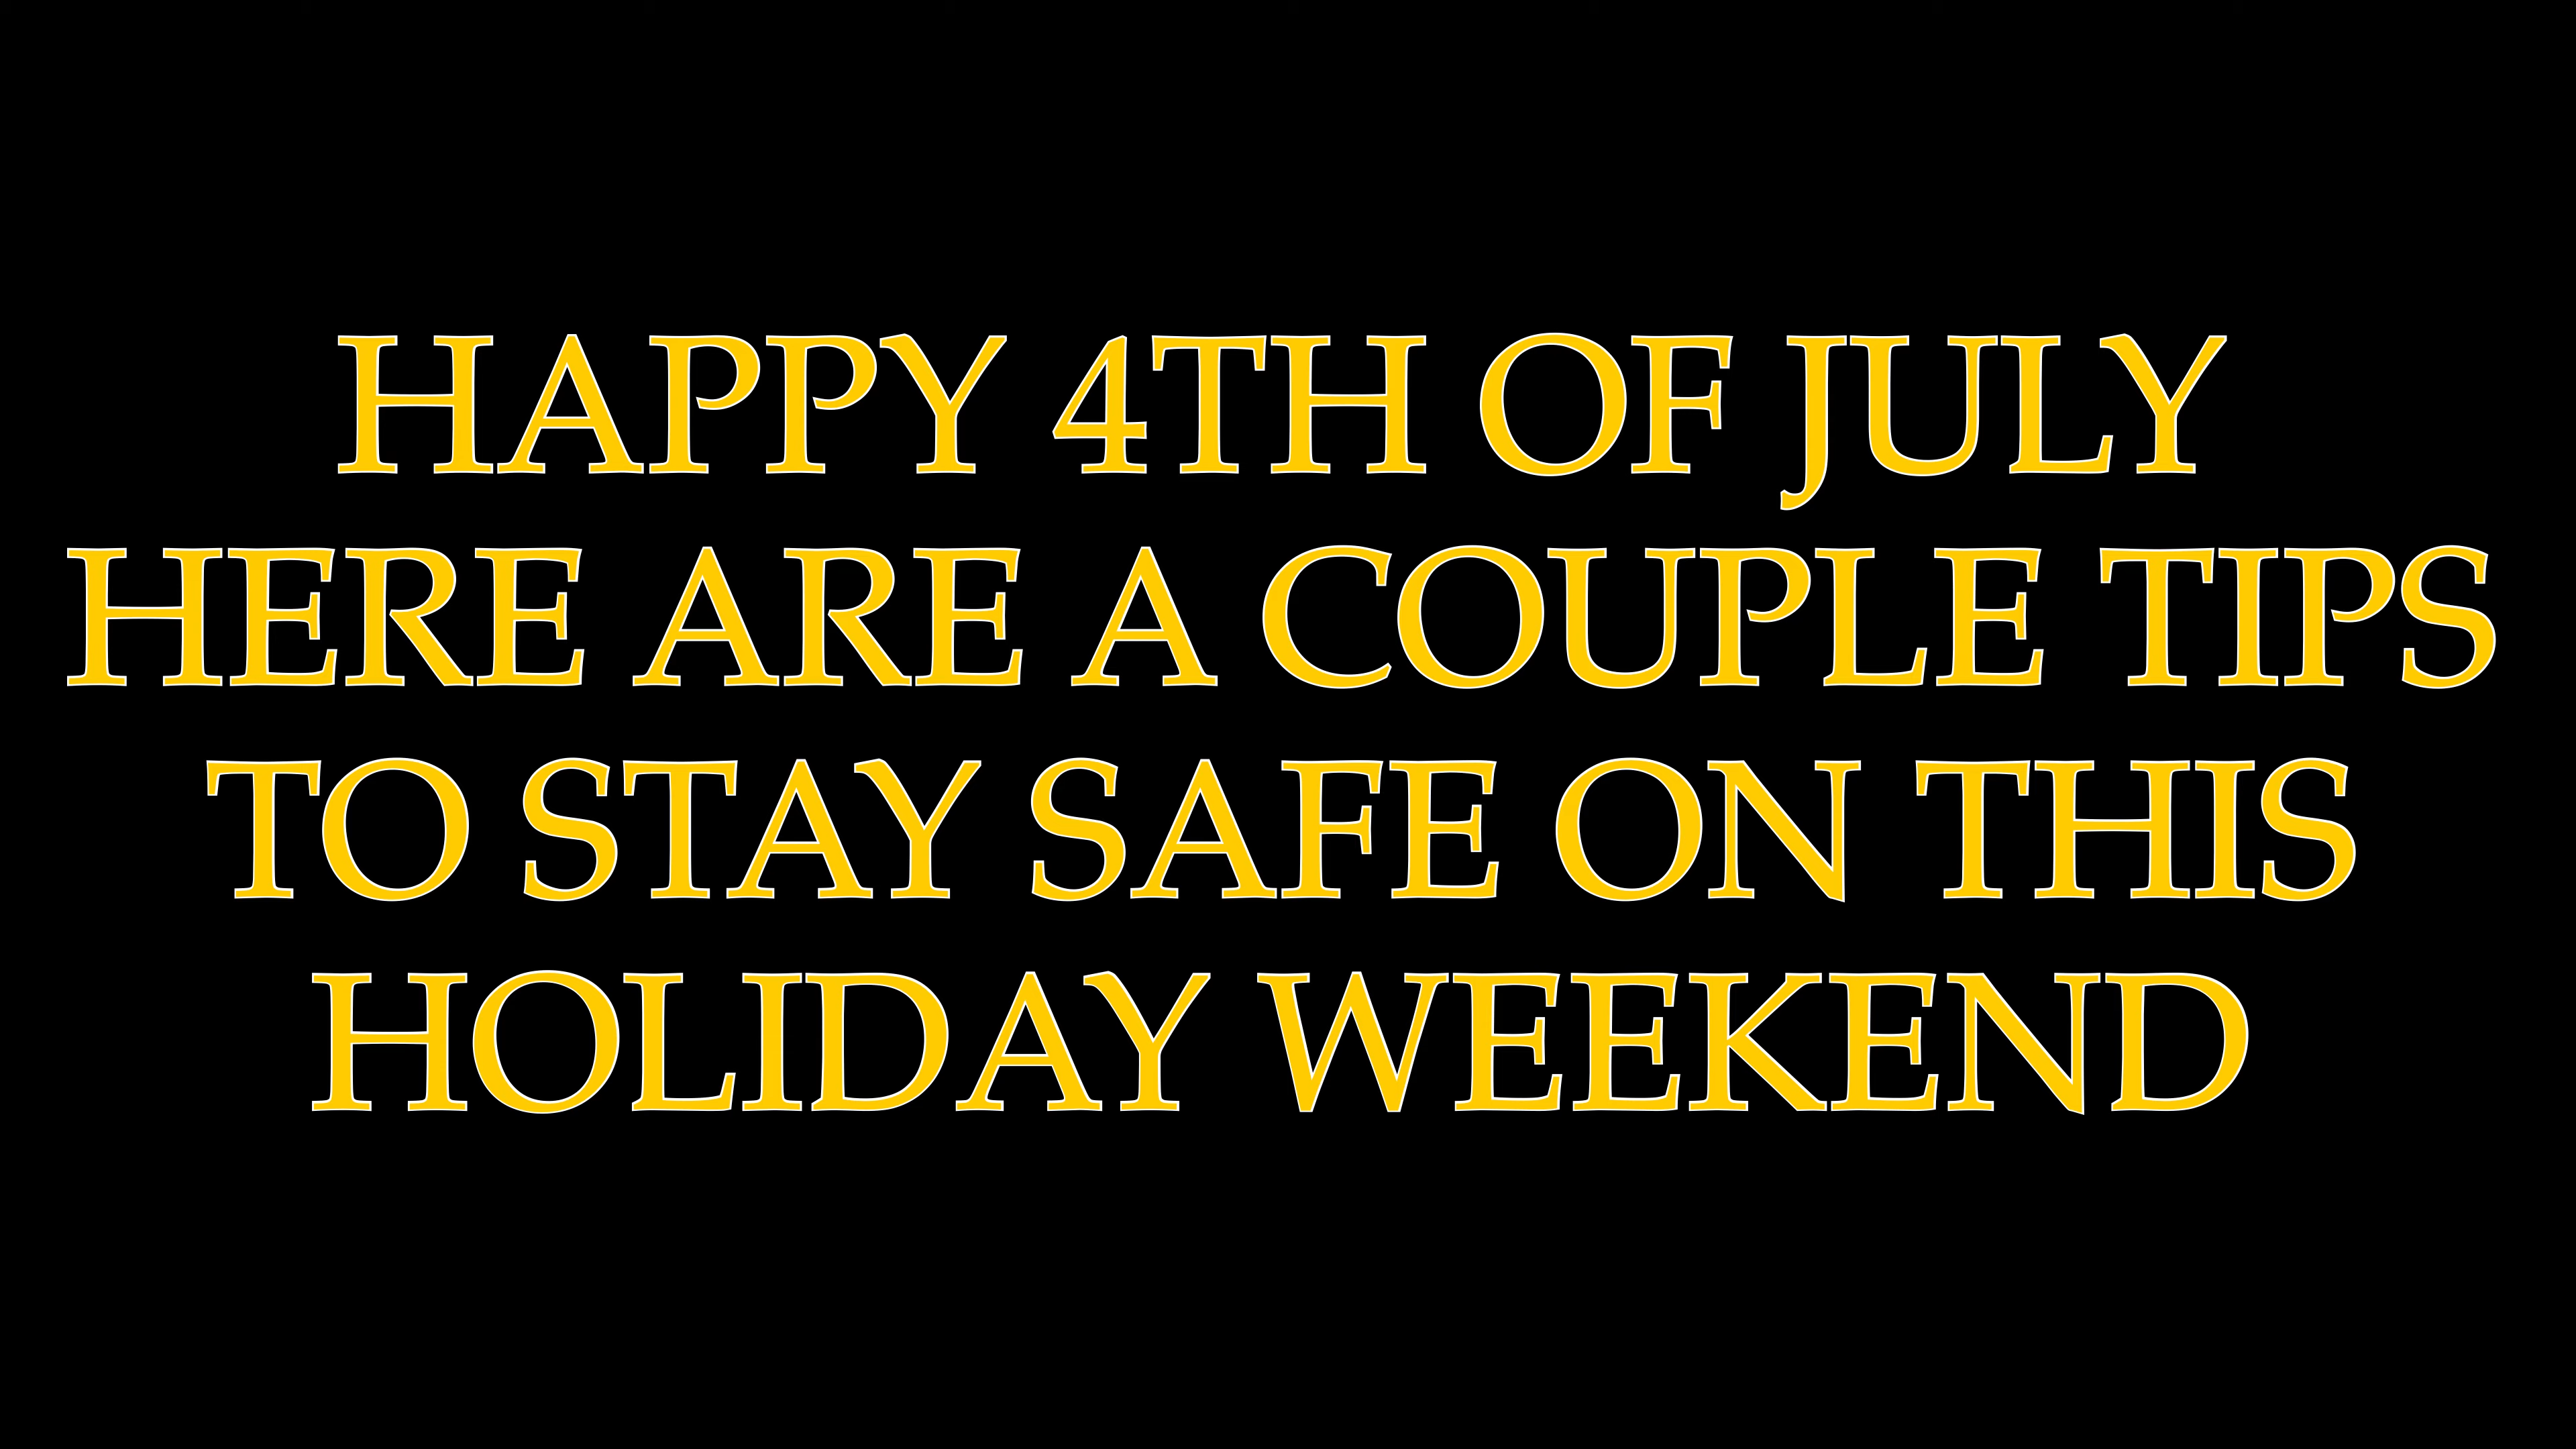 HAPPY 4TH OF JULY
HERE ARE A COUPLE TIPS
TO STAY SAFE ON THIS
HOLIDAY WEEKEND